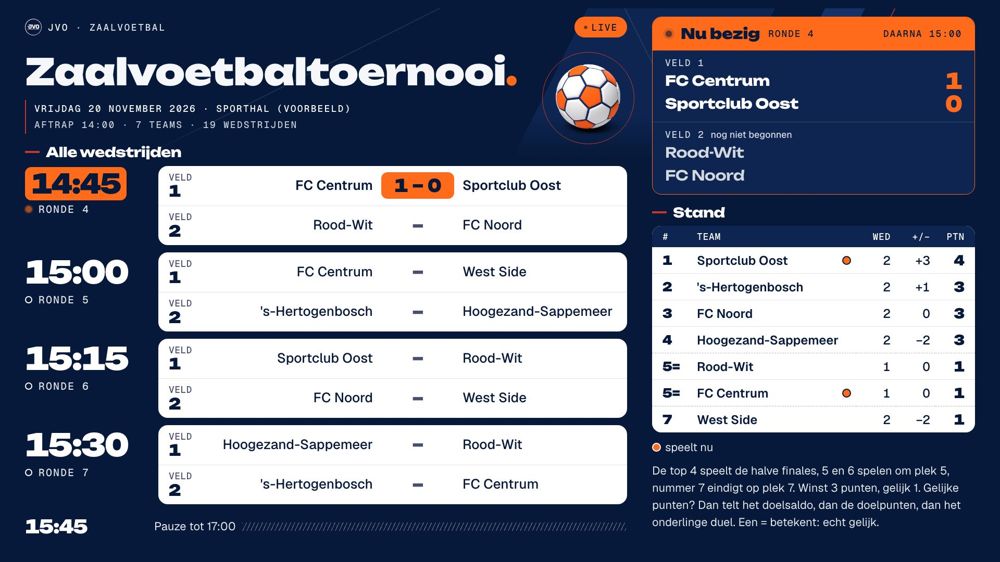 JVO JVO · ZAALVOETBAL
LIVE
Zaalvoetbaltoernooi.
VRIJDAG 20 NOVEMBER 2026 · SPORTHAL (VOORBEELD)
AFTRAP 14:00 · 7 TEAMS · 19 WEDSTRIJDEN
Alle wedstrijden
14:45
RONDE 4
VELD 1 FC Centrum 1 – 0 Sportclub Oost
VELD 2 Rood-Wit – FC Noord
15:00
RONDE 5
VELD 1 FC Centrum – West Side
VELD 2 's-Hertogenbosch – Hoogezand-Sappemeer
15:15
RONDE 6
VELD 1 Sportclub Oost – Rood-Wit
VELD 2 FC Noord – West Side
15:30
RONDE 7
VELD 1 Hoogezand-Sappemeer – Rood-Wit
VELD 2 's-Hertogenbosch – FC Centrum
15:45 Pauze tot 17:00
Nu bezig RONDE 4 DAARNA 15:00
VELD 1
FC Centrum 1
Sportclub Oost 0
VELD 2 nog niet begonnen
Rood-Wit
FC Noord
Stand
# TEAM WED +/– PTN
1 Sportclub Oost 2 +3 4
2 's-Hertogenbosch 2 +1 3
3 FC Noord 2 0 3
4 Hoogezand-Sappemeer 2 –2 3
5= Rood-Wit 1 0 1
5= FC Centrum 1 0 1
7 West Side 2 –2 1
speelt nu
De top 4 speelt de halve finales, 5 en 6 spelen om plek 5,
nummer 7 eindigt op plek 7. Winst 3 punten, gelijk 1. Gelijke
punten? Dan telt het doelsaldo, dan de doelpunten, dan het
onderlinge duel. Een = betekent: echt gelijk.